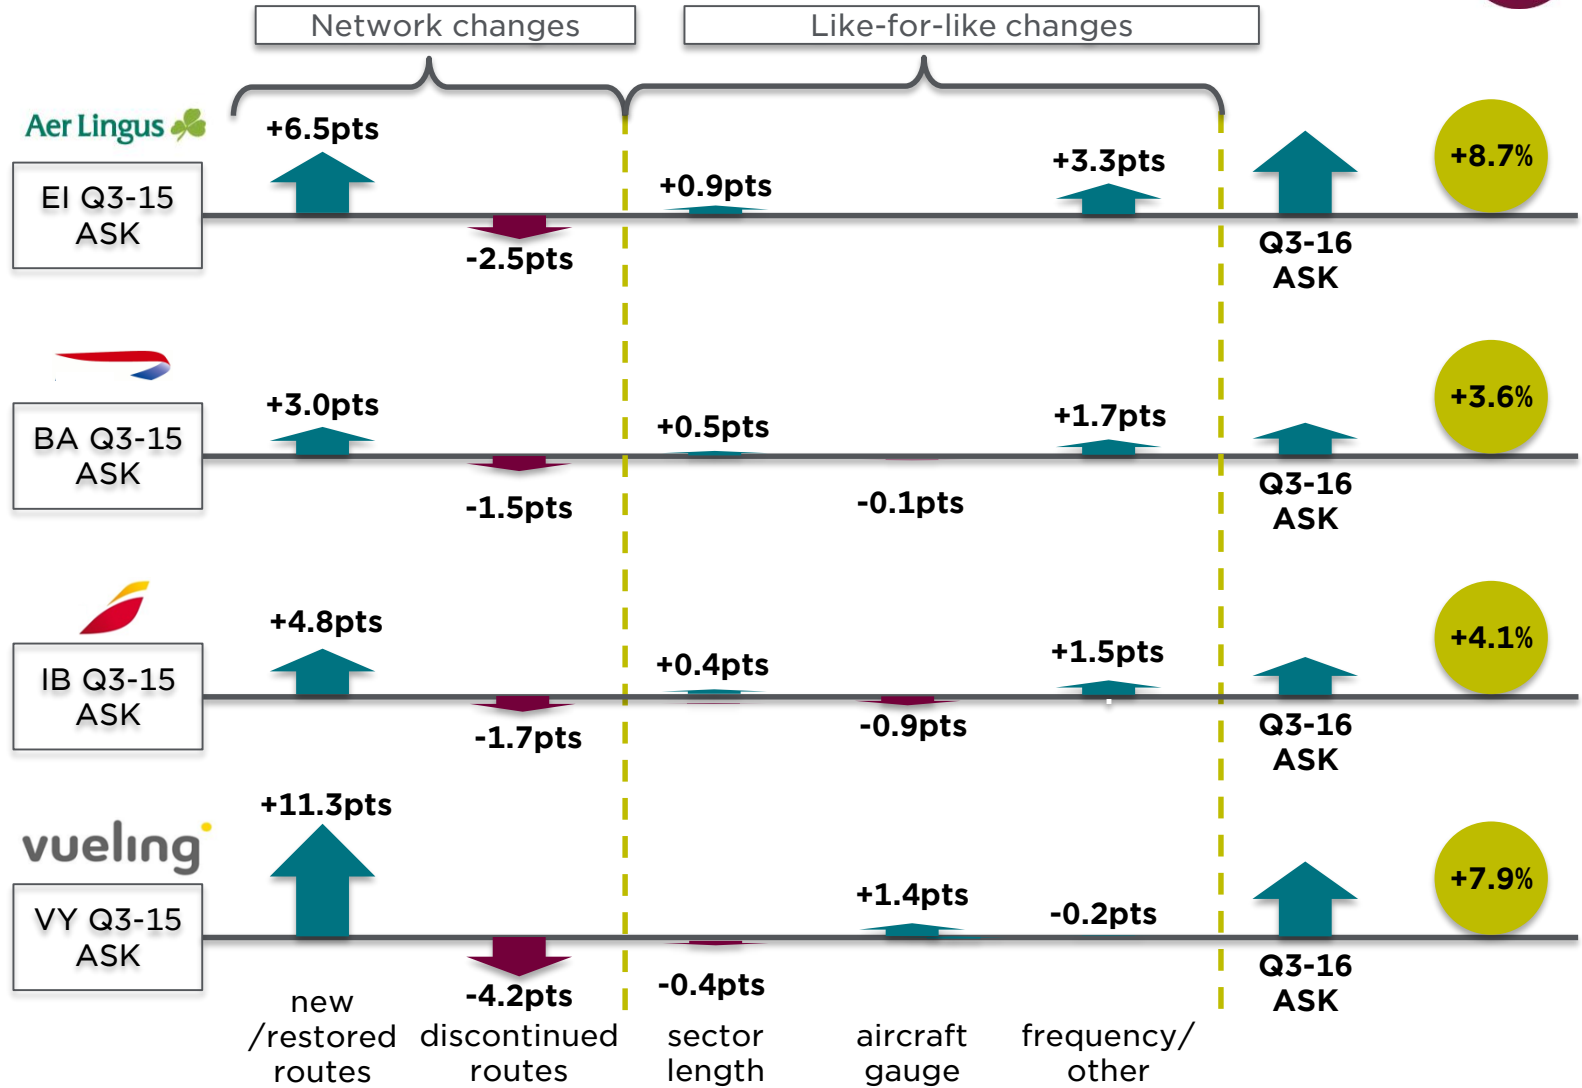 Network changes
Like-for-like changes
Aer Lingus
EI Q3-15
ASK
+6.5pts
-2.5pts
+0.9pts
+3.3pts
Q3-16
ASK
+8.7%
BA Q3-15
ASK
+3.0pts
-1.5pts
+0.5pts
-0.1pts
+1.7pts
Q3-16
ASK
+3.6%
IB Q3-15
ASK
+4.8pts
-1.7pts
+0.4pts
-0.9pts
+1.5pts
Q3-16
ASK
+4.1%
vueling
VY Q3-15
ASK
+11.3pts
-4.2pts
-0.4pts
+1.4pts
-0.2pts
Q3-16
ASK
+7.9%
new
/restored
routes
discontinued
routes
sector
length
aircraft
gauge
frequency/
other